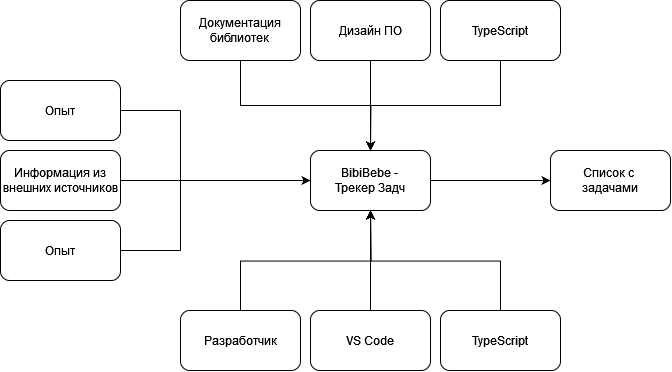 Документация
библиотек
Дизайн ПО
TypeScript
Опыт
Информация из
внешних источников
Опыт
BibiBebe -
Трекер Задч
Список с
задачами
Разработчик
VS Code
TypeScript